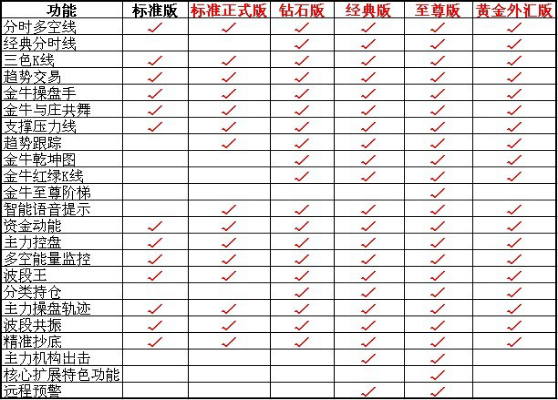 功能 标准版 标准正式版 钻石版 经典版 至尊版 黄金外汇版
分时多空线 ✓ ✓ ✓ ✓ ✓ ✓
经典分时线 ✓ ✓ ✓ ✓
三色K线 ✓ ✓ ✓ ✓ ✓ ✓
趋势交易 ✓ ✓ ✓ ✓ ✓ ✓
金牛操盘手 ✓ ✓ ✓ ✓ ✓ ✓
金牛与庄共舞 ✓ ✓ ✓ ✓ ✓ ✓
支撑压力线 ✓ ✓ ✓ ✓ ✓ ✓
趋势跟踪 ✓ ✓ ✓ ✓ ✓
金牛乾坤图 ✓ ✓ ✓ ✓
金牛红绿K线 ✓ ✓ ✓ ✓
金牛至尊阶梯 ✓
智能语音提示 ✓ ✓ ✓ ✓ ✓
资金动能 ✓ ✓ ✓ ✓ ✓ ✓
主力控盘 ✓ ✓ ✓ ✓ ✓ ✓
多空能量监控 ✓ ✓ ✓ ✓ ✓ ✓
波段王 ✓ ✓ ✓ ✓ ✓ ✓
分类持仓 ✓ ✓ ✓ ✓
主力操盘轨迹 ✓ ✓ ✓ ✓ ✓ ✓
波段共振 ✓ ✓ ✓ ✓ ✓ ✓
精准抄底 ✓ ✓ ✓ ✓ ✓ ✓
主力机构出击 ✓ ✓
核心扩展特色功能 ✓
远程预警 ✓ ✓